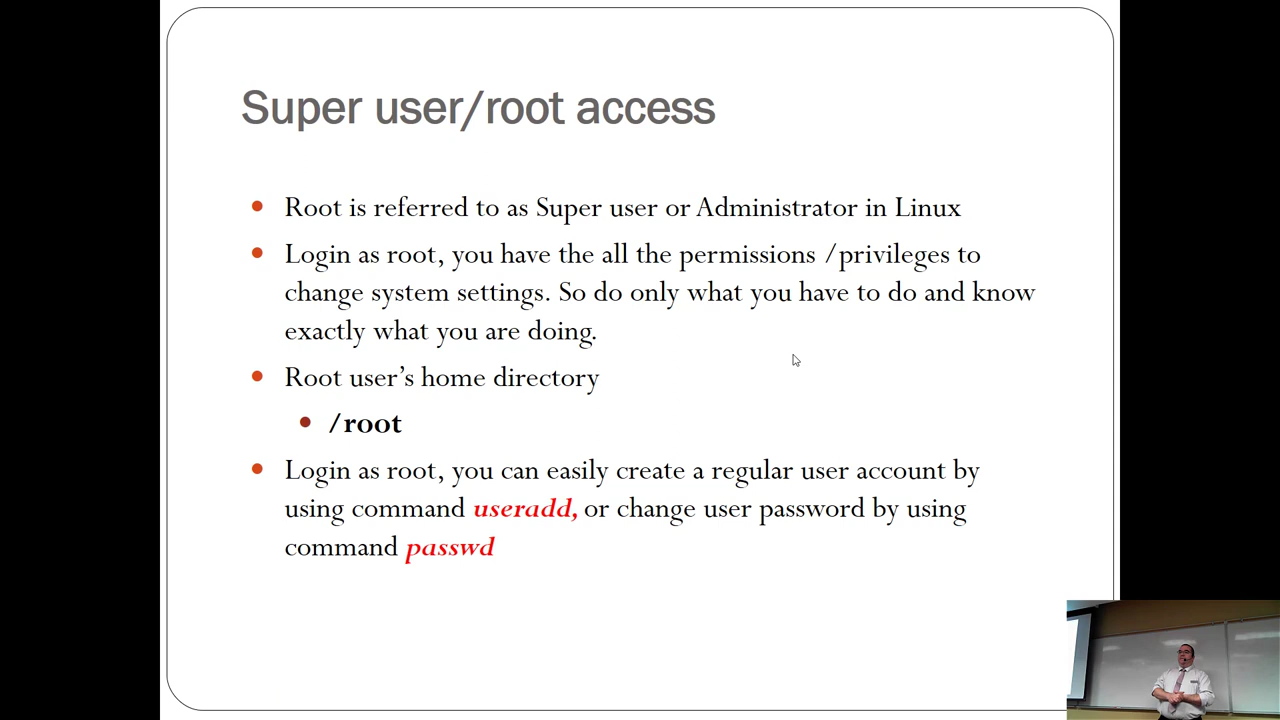 Super user/root access
Root is referred to as Super user or Administrator in Linux
Login as root, you have the all the permissions /privileges to
change system settings. So do only what you have to do and know
exactly what you are doing.
Root user's home directory
/root
Login as root, you can easily create a regular user account by
using command useradd, or change user password by using
command passwd